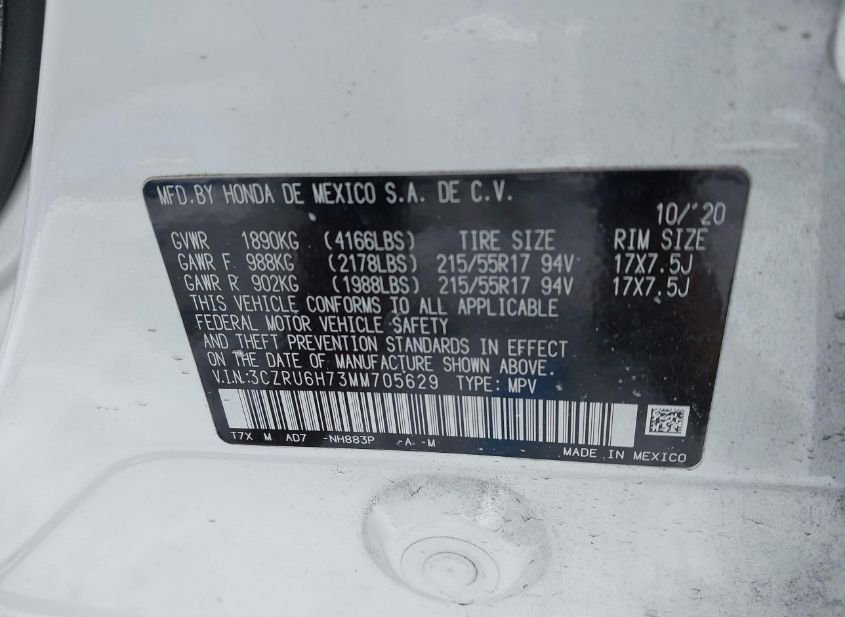 MFD.BY HONDA DE MEXICO S.A. DE C.V.
10/'20
GVWR 1890KG (4166LBS) TIRE SIZE RIM SIZE
GAWR F 988KG (2178LBS) 215/55R17 94V 17X7.5J
GAWR R 902KG (1988LBS) 215/55R17 94V 17X7.5J
THIS VEHICLE CONFORMS TO ALL APPLICABLE
FEDERAL MOTOR VEHICLE SAFETY
AND THEFT PREVENTION STANDARDS IN EFFECT
ON THE DATE OF MANUFACTURE SHOWN ABOVE.
V.I.N:3CZRU6H73MM705629 TYPE: MPV
T7X M AD7 -NH883P -A -M
MADE IN MEXICO